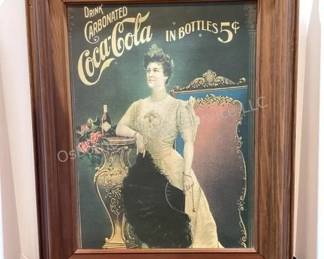 DRINK
CARBONATED
Coca-Cola IN BOTTLES 5¢